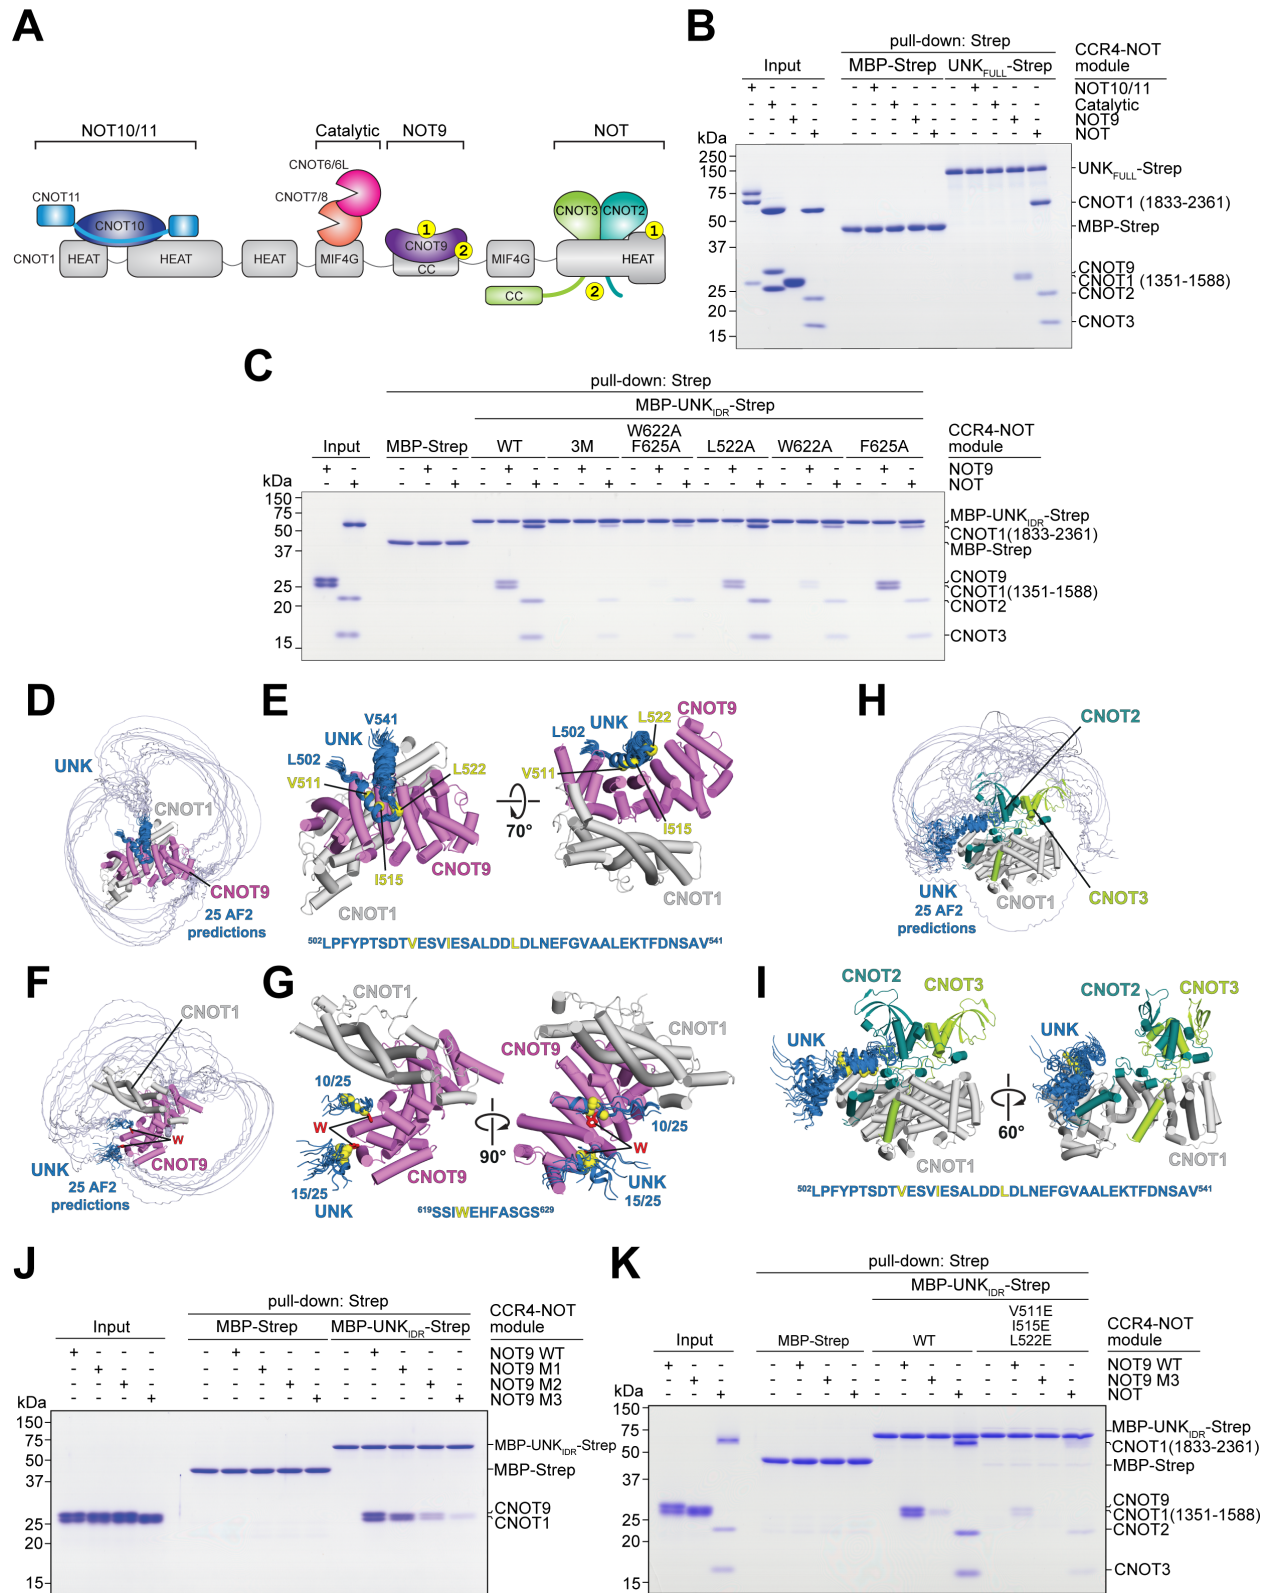 A
NOT10/11
Catalytic
NOT9
NOT
CNOT6/6L
CNOT7/8
CNOT11
CNOT10
CNOT3
CNOT2
1
CNOT9
2
1
CNOT1
HEAT
HEAT
HEAT
MIF4G
CC
MIF4G
HEAT
CC
2
B
pull-down: Strep
Input
MBP-Strep
UNKFULL-Strep
CCR4-NOT
module
+ - - - - + - - - - + - - - NOT10/11
- + - - - - + - - - - + - - Catalytic
- - + - - - - + - - - - + - NOT9
- - - + - - - - + - - - - + NOT
kDa
250
150
75
50
37
25
20
15
UNKFULL-Strep
CNOT1 (1833-2361)
MBP-Strep
CNOT9
CNOT1 (1351-1588)
CNOT2
CNOT3
C
pull-down: Strep
MBP-UNKIDR-Strep
Input
MBP-Strep
WT
3M
W622A
F625A
L522A
W622A
F625A
CCR4-NOT
module
+ - - + - - + - - + - - + - - + - - + - - + - NOT9
- + - - + - - + - - + - - + - - + - - + - - + NOT
kDa
150
75
50
37
25
20
15
MBP-UNKIDR-Strep
CNOT1(1833-2361)
MBP-Strep
CNOT9
CNOT1(1351-1588)
CNOT2
CNOT3
D
UNK
CNOT1
CNOT9
25 AF2
predictions
E
V541
UNK
L502
V511
L522
I515
CNOT9
CNOT1
70°
UNK
L522
CNOT9
L502
V511
I515
CNOT1
502LPFYPTSDTVESVIESALDDLDLNEFGVAALEKTFDNSAV541
F
CNOT1
W
CNOT9
UNK
25 AF2
predictions
G
CNOT1
10/25
W
15/25
UNK
CNOT9
90°
CNOT1
CNOT9
10/25
W
UNK
15/25
619SSIWEHFASGS629
H
CNOT2
UNK
25 AF2
predictions
CNOT1
CNOT3
I
CNOT2
CNOT3
UNK
CNOT1
60°
CNOT2
CNOT3
UNK
CNOT1
502LPFYPTSDTVESVIESALDDLDLNEFGVAALEKTFDNSAV541
J
pull-down: Strep
Input
MBP-Strep
MBP-UNKIDR-Strep
CCR4-NOT
module
+ - - - - + - - - - + - - - NOT9 WT
- + - - - - + - - - - + - - NOT9 M1
- - + - - - - + - - - - + - NOT9 M2
- - - + - - - - + - - - - + NOT9 M3
kDa
150
75
50
37
25
20
15
MBP-UNKIDR-Strep
MBP-Strep
CNOT9
CNOT1
K
pull-down: Strep
MBP-UNKIDR-Strep
Input
MBP-Strep
WT
V511E
I515E
L522E
CCR4-NOT
module
+ - - - + - - - + - - - + - - NOT9 WT
- + - - - + - - - + - - - + - NOT9 M3
- - + - - - + - - - + - - - + NOT
kDa
150
75
50
37
25
20
15
MBP-UNKIDR-Strep
CNOT1(1833-2361)
MBP-Strep
CNOT9
CNOT1(1351-1588)
CNOT2
CNOT3